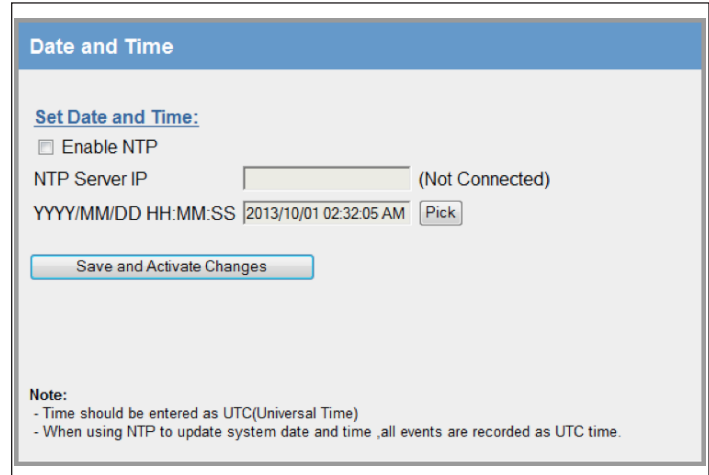 Date and Time
Set Date and Time:
Enable NTP
NTP Server IP (Not Connected)
YYYY/MM/DD HH:MM:SS 2013/10/01 02:32:05 AM Pick
Save and Activate Changes
Note:
- Time should be entered as UTC(Universal Time)
- When using NTP to update system date and time ,all events are recorded as UTC time.